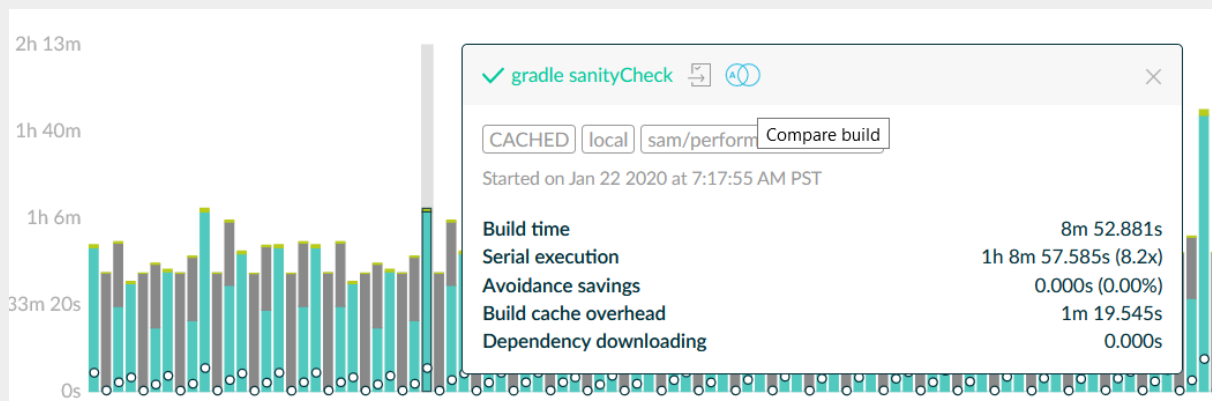 2h 13m
1h 40m
1h 6m
33m 20s
0s
gradle sanityCheck
A
CACHED local sam/perform
Compare build
Started on Jan 22 2020 at 7:17:55 AM PST
Build time 8m 52.881s
Serial execution 1h 8m 57.585s (8.2x)
Avoidance savings 0.000s (0.00%)
Build cache overhead 1m 19.545s
Dependency downloading 0.000s